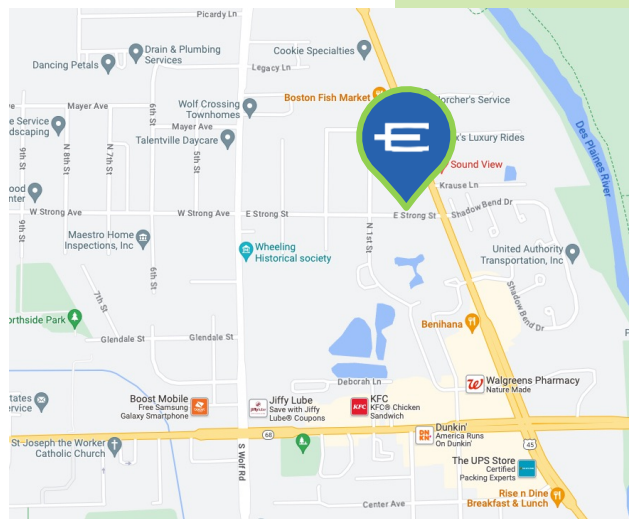 Picardy Ln
Drain & Plumbing
Services
Cookie Specialties
Dancing Petals
Legacy Ln
Boston Fish Market
Wolf Crossing
Townhomes
orcher's Service
Mayer Ave
6th St
e Service
dscaping
Mayer Ave
Talentville Daycare
N 8th St
N 7th St
5th St
9th St
E
x's Luxury Rides
Sound View
Krause Ln
Des Plaines River
ood
nter
W Strong Ave
W Strong Ave
E Strong St
E Strong St
Shadow Bend Dr
9th St
Maestro Home
Inspections, Inc
Wheeling
Historical society
N 1st St
United Authority
Transportation, Inc
6th St
7th St
Shadow Bend Dr
orthside Park
Benihana
Glendale St
Glendale St
Deborah Ln
Walgreens Pharmacy
Nature Made
tates
ervice
Boost Mobile
Free Samsung
Galaxy Smartphone
Jiffy Lube
Save with Jiffy
Lube® Coupons
KFC
KFC
KFC® Chicken
Sandwich
68
DN
KN'
Dunkin'
America Runs
On Dunkin'
45
St Joseph the Worker
Catholic Church
S Wolf Rd
The UPS Store
Certified
Packing Experts
Rise n Dine
Breakfast & Lunch
Center Ave